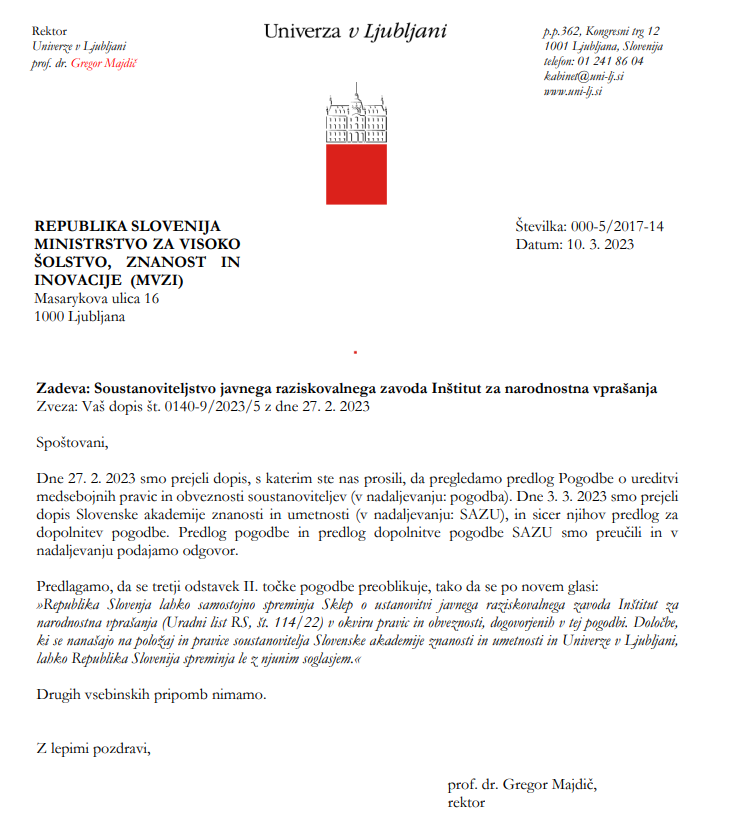 Rektor
Univerze v Ljubljani
prof. dr. Gregor Majdič
Univerza v Ljubljani
p.p.362, Kongresni trg 12
1001 Ljubljana, Slovenija
telefon: 01 241 86 04
kabinet@uni-lj.si
www.uni-lj.si
REPUBLIKA SLOVENIJA
MINISTRSTVO ZA VISOKO
ŠOLSTVO, ZNANOST IN
INOVACIJE (MVZI)
Masarykova ulica 16
1000 Ljubljana
Številka: 000-5/2017-14
Datum: 10. 3. 2023
Zadeva: Soustanoviteljstvo javnega raziskovalnega zavoda Inštitut za narodnostna vprašanja
Zveza: Vaš dopis št. 0140-9/2023/5 z dne 27. 2. 2023
Spoštovani,
Dne 27. 2. 2023 smo prejeli dopis, s katerim ste nas prosili, da pregledamo predlog Pogodbe o ureditvi
medsebojnih pravic in obveznosti soustanoviteljev (v nadaljevanju: pogodba). Dne 3. 3. 2023 smo prejeli
dopis Slovenske akademije znanosti in umetnosti (v nadaljevanju: SAZU), in sicer njihov predlog za
dopolnitev pogodbe. Predlog pogodbe in predlog dopolnitve pogodbe SAZU smo preučili in v
nadaljevanju podajamo odgovor.
Predlagamo, da se tretji odstavek II. točke pogodbe preoblikuje, tako da se po novem glasi:
»Republika Slovenja lahko samostojno spreminja Sklep o ustanovitvi javnega raziskovalnega zavoda Inštitut za
narodnostna vprašanja (Uradni list RS, št. 114/22) v okviru pravic in obveznosti, dogovorjenih v tej pogodbi. Določbe,
ki se nanašajo na položaj in pravice soustanovitelja Slovenske akademije znanosti in umetnosti in Univerze v Ljubljani,
lahko Republika Slovenija spreminja le z njunim soglasjem.«
Drugih vsebinskih pripomb nimamo.
Z lepimi pozdravi,
prof. dr. Gregor Majdič,
rektor